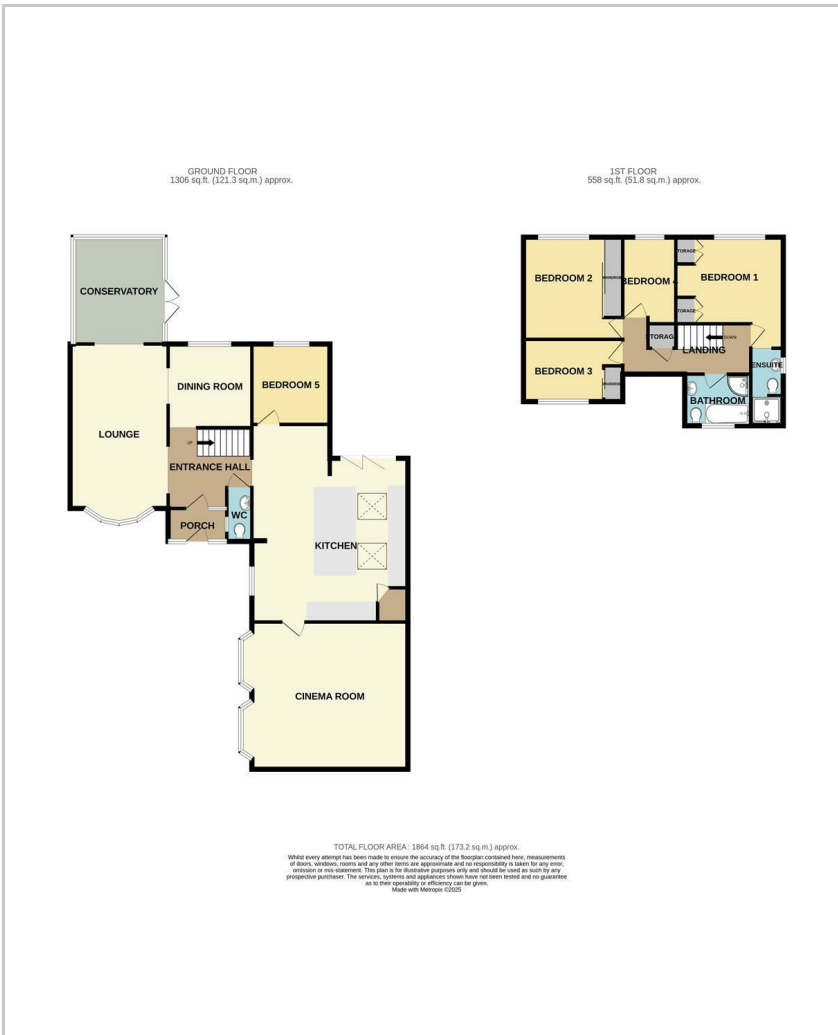 GROUND FLOOR
1306 sq.ft. (121.3 sq.m.) approx.
1ST FLOOR
558 sq.ft. (51.8 sq.m.) approx.
CONSERVATORY
DINING ROOM
BEDROOM 5
LOUNGE
UP
ENTRANCE HALL
WC
PORCH
KITCHEN
CINEMA ROOM
BEDROOM 2
WARDROBE
BEDROOM 4
STORAGE
BEDROOM 1
STORAGE
STORAGE
DOWN
LANDING
BEDROOM 3
WARDROBE
ENSUITE
BATHROOM
TOTAL FLOOR AREA : 1864 sq.ft. (173.2 sq.m.) approx.
Whilst every attempt has been made to ensure the accuracy of the floorplan contained here, measurements
of doors, windows, rooms and any other items are approximate and no responsibility is taken for any error,
omission or mis-statement. This plan is for illustrative purposes only and should be used as such by any
prospective purchaser. The services, systems and appliances shown have not been tested and no guarantee
as to their operability or efficiency can be given.
Made with Metropix ©2025